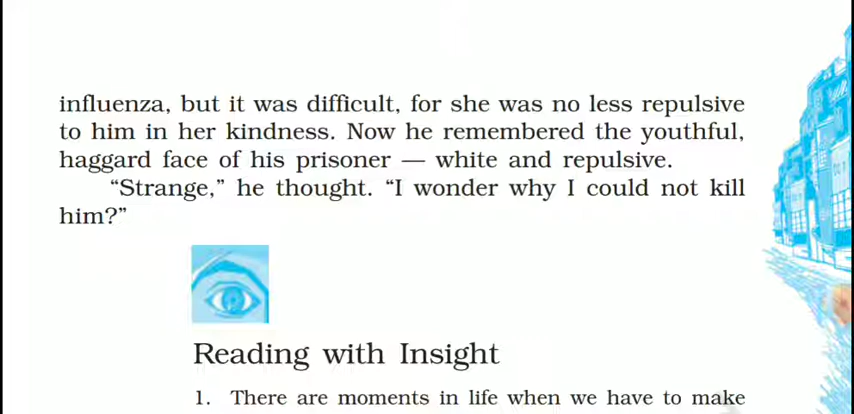 influenza, but it was difficult, for she was no less repulsive
to him in her kindness. Now he remembered the youthful,
haggard face of his prisoner — white and repulsive.
“Strange,” he thought. “I wonder why I could not kill
him?”
Reading with Insight
1. There are moments in life when we have to make